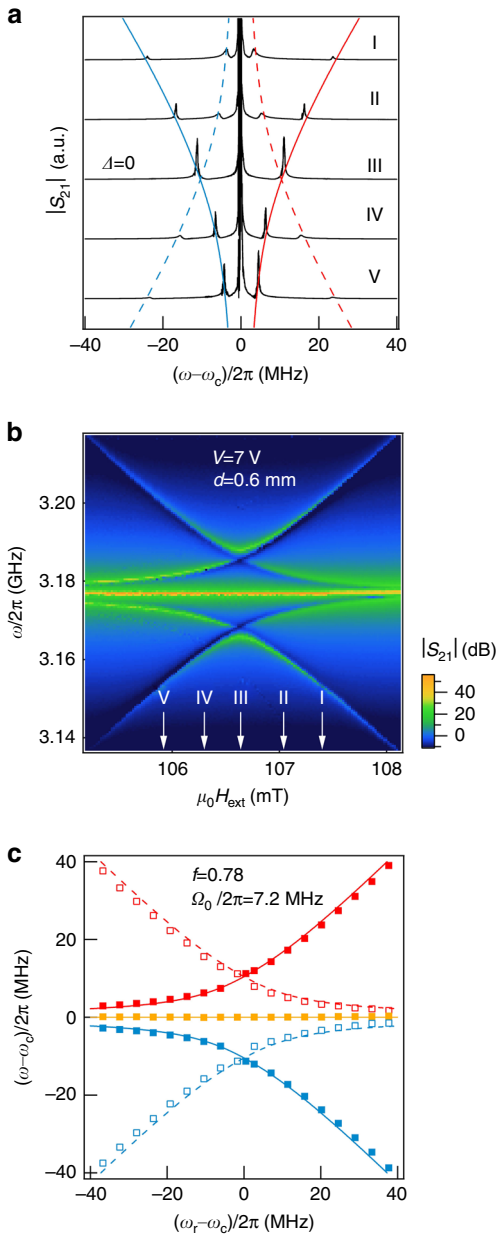 a
I
II
Δ=0
III
IV
V
|S21| (a.u.)
−40
−20
0
20
40
(ω−ωc)/2π (MHz)
b
V=7 V
d=0.6 mm
3.20
3.18
3.16
3.14
ω/2π (GHz)
V
IV
III
II
I
106
107
108
μ0Hext (mT)
|S21| (dB)
40
20
0
c
f=0.78
Ω0/2π=7.2 MHz
40
20
0
−20
−40
(ω−ωc)/2π (MHz)
−40
−20
0
20
40
(ωr−ωc)/2π (MHz)